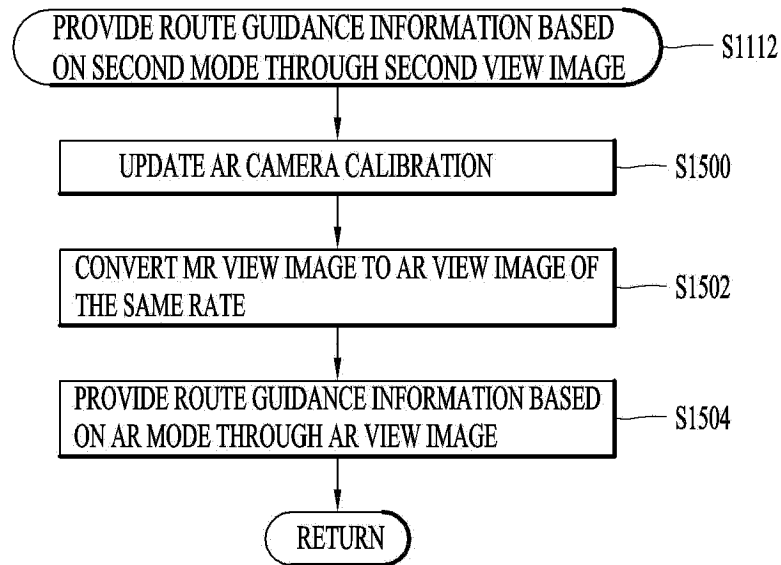 PROVIDE ROUTE GUIDANCE INFORMATION BASED
ON SECOND MODE THROUGH SECOND VIEW IMAGE
S1112
UPDATE AR CAMERA CALIBRATION
S1500
CONVERT MR VIEW IMAGE TO AR VIEW IMAGE OF
THE SAME RATE
S1502
PROVIDE ROUTE GUIDANCE INFORMATION BASED
ON AR MODE THROUGH AR VIEW IMAGE
S1504
RETURN